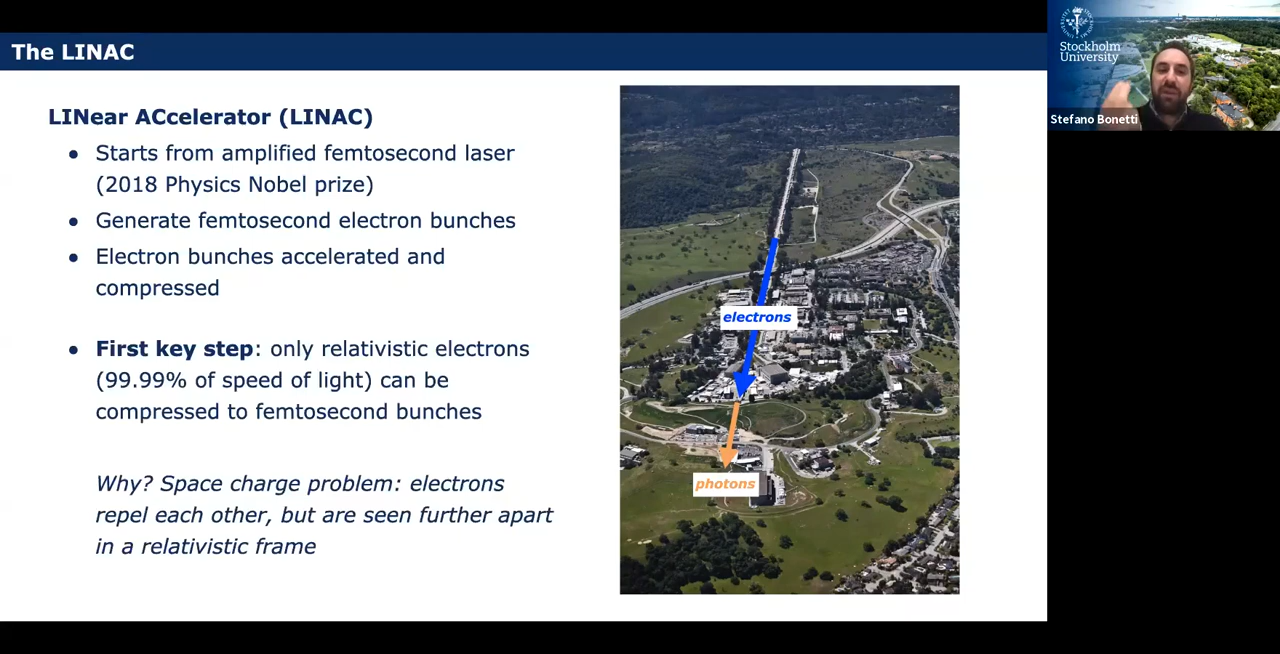 The LINAC
LINear ACcelerator (LINAC)
• Starts from amplified femtosecond laser
(2018 Physics Nobel prize)
• Generate femtosecond electron bunches
• Electron bunches accelerated and
compressed
• First key step: only relativistic electrons
(99.99% of speed of light) can be
compressed to femtosecond bunches
Why? Space charge problem: electrons
repel each other, but are seen further apart
in a relativistic frame
electrons
photons
Stockholm
University
Stefano Bonetti